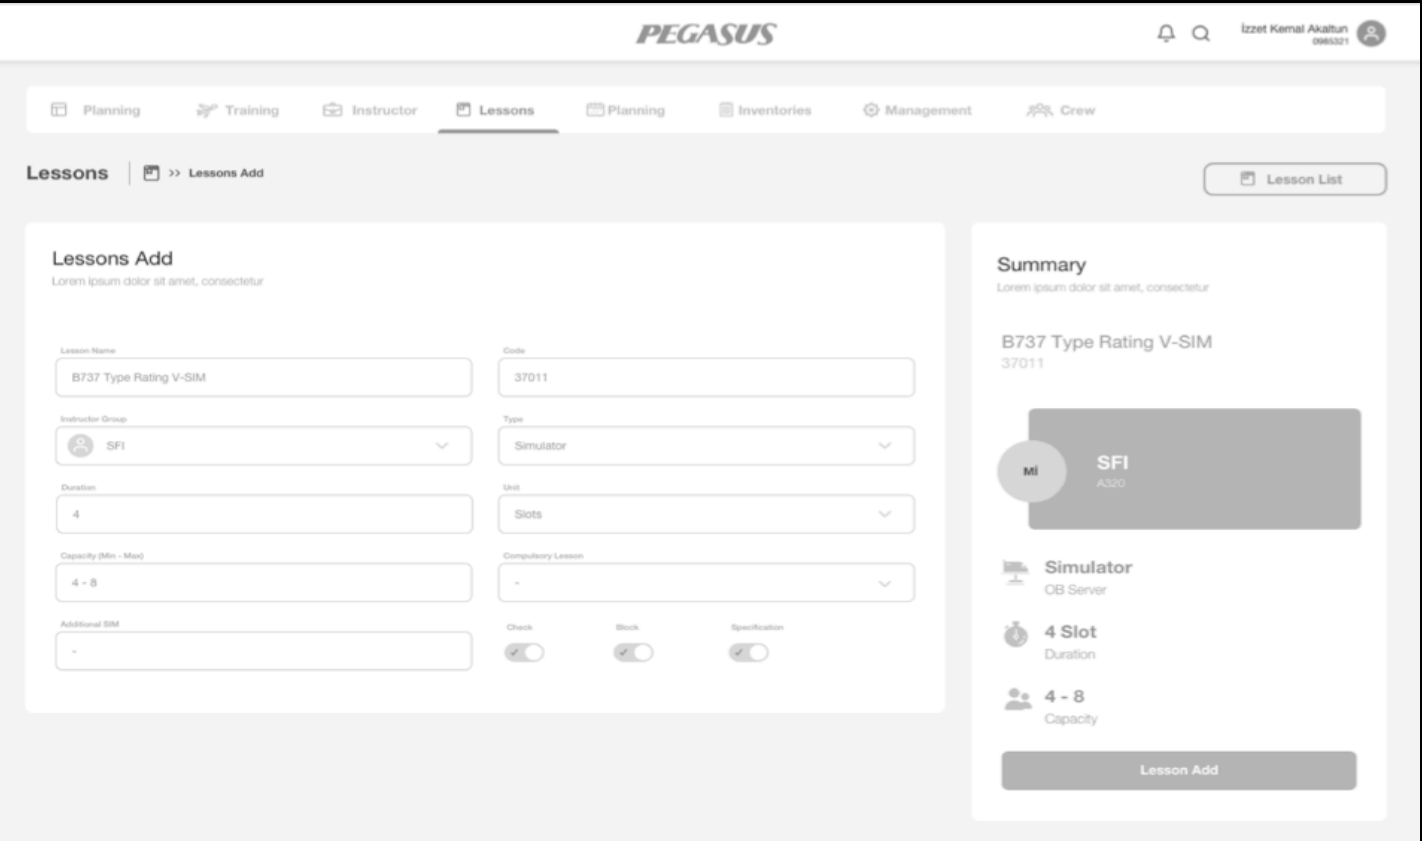 PEGASUS
İzzet Kemal Akaltun
0985321
Planning
Training
Instructor
Lessons
Planning
Inventories
Management
Crew
Lessons
>> Lessons Add
Lesson List
Lessons Add
Lorem ipsum dolor sit amet, consectetur
Lesson Name
B737 Type Rating V-SIM
Code
37011
Instructor Group
SFI
Type
Simulator
Duration
4
Unit
Slots
Capacity (Min - Max)
4 - 8
Compulsory Lesson
-
Additional SIM
-
Check
Block
Specification
Summary
Lorem ipsum dolor sit amet, consectetur
B737 Type Rating V-SIM
37011
Mİ
SFI
A320
Simulator
OB Server
4 Slot
Duration
4 - 8
Capacity
Lesson Add